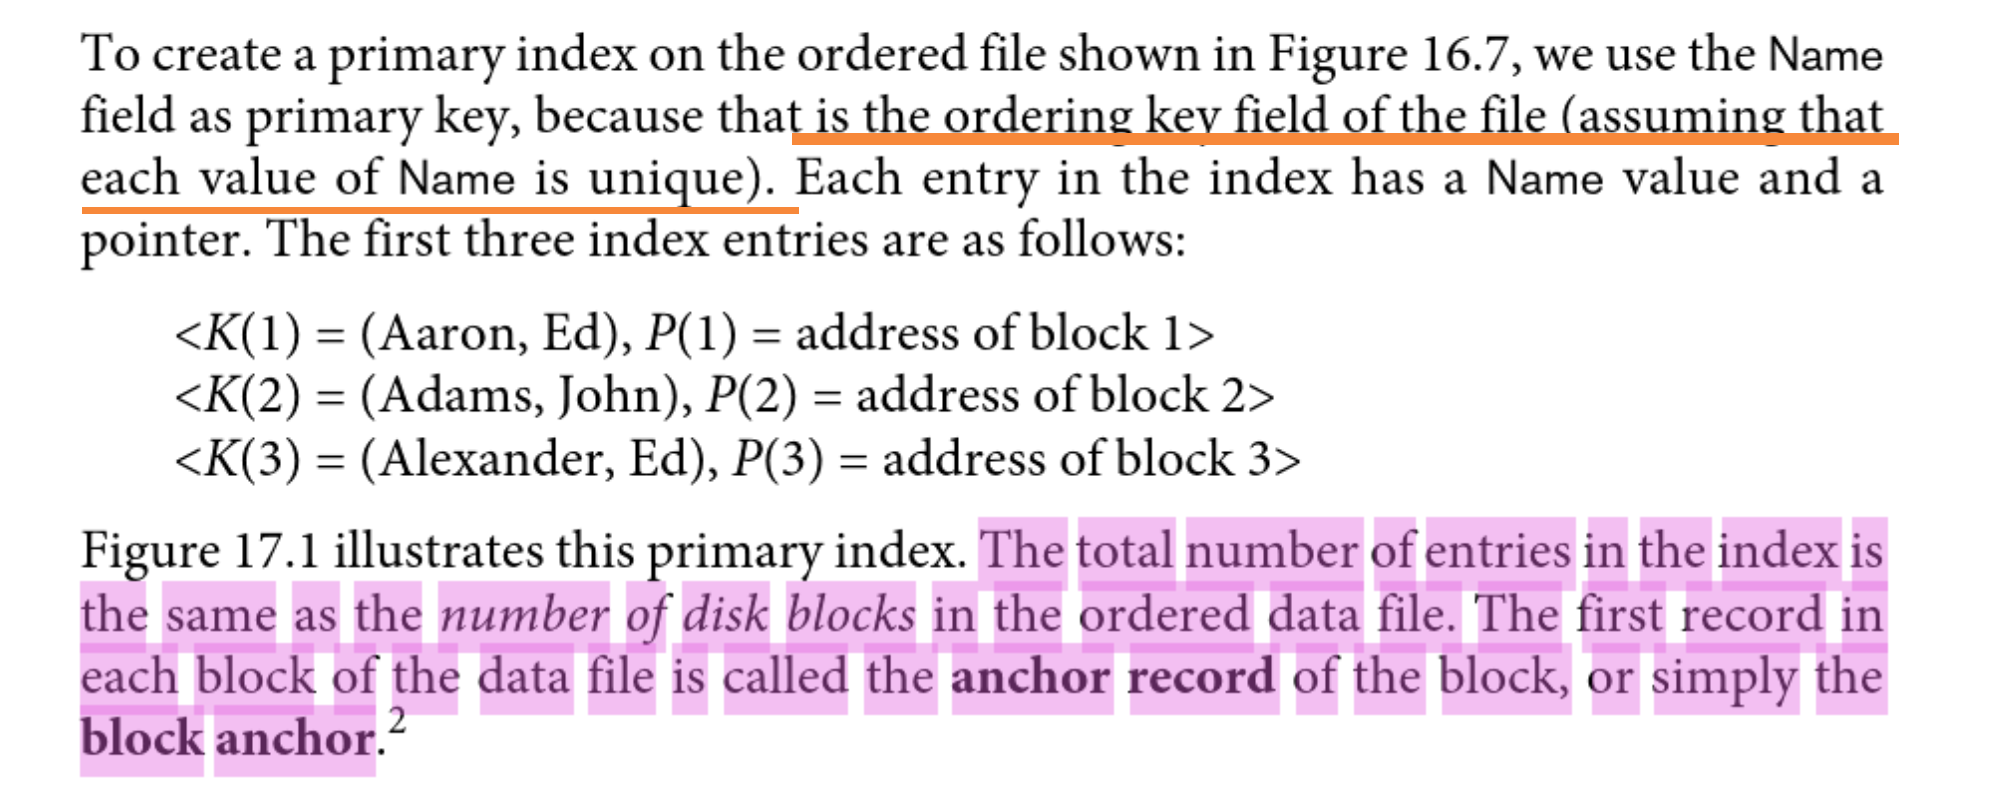 To create a primary index on the ordered file shown in Figure 16.7, we use the Name
field as primary key, because that is the ordering key field of the file (assuming that
each value of Name is unique). Each entry in the index has a Name value and a
pointer. The first three index entries are as follows:
<K(1) = (Aaron, Ed), P(1) = address of block 1>
<K(2) = (Adams, John), P(2) = address of block 2>
<K(3) = (Alexander, Ed), P(3) = address of block 3>
Figure 17.1 illustrates this primary index. The total number of entries in the index is
the same as the number of disk blocks in the ordered data file. The first record in
each block of the data file is called the anchor record of the block, or simply the
block anchor.²